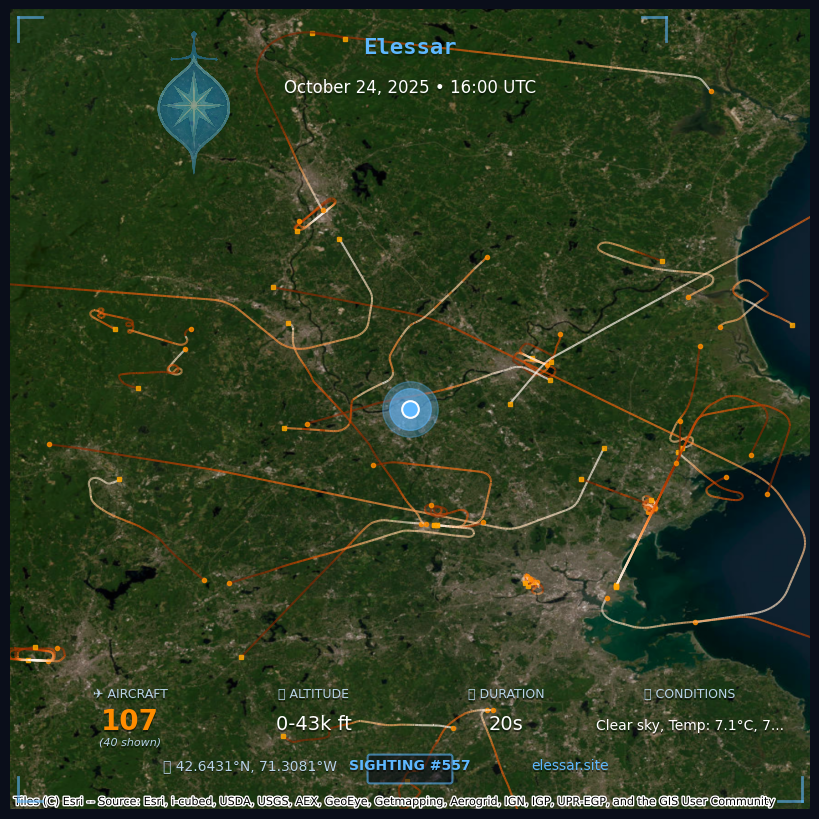 Elessar
October 24, 2025 • 16:00 UTC
✈ AIRCRAFT
107
(40 shown)
ALTITUDE
0-43k ft
DURATION
20s
CONDITIONS
Clear sky, Temp: 7.1°C, 7...
42.6431°N, 71.3081°W
SIGHTING #557
elessar.site
Tiles (C) Esri -- Source: Esri, i-cubed, USDA, USGS, AEX, GeoEye, Getmapping, Aerogrid, IGN, IGP, UPR-EGP, and the GIS User Community